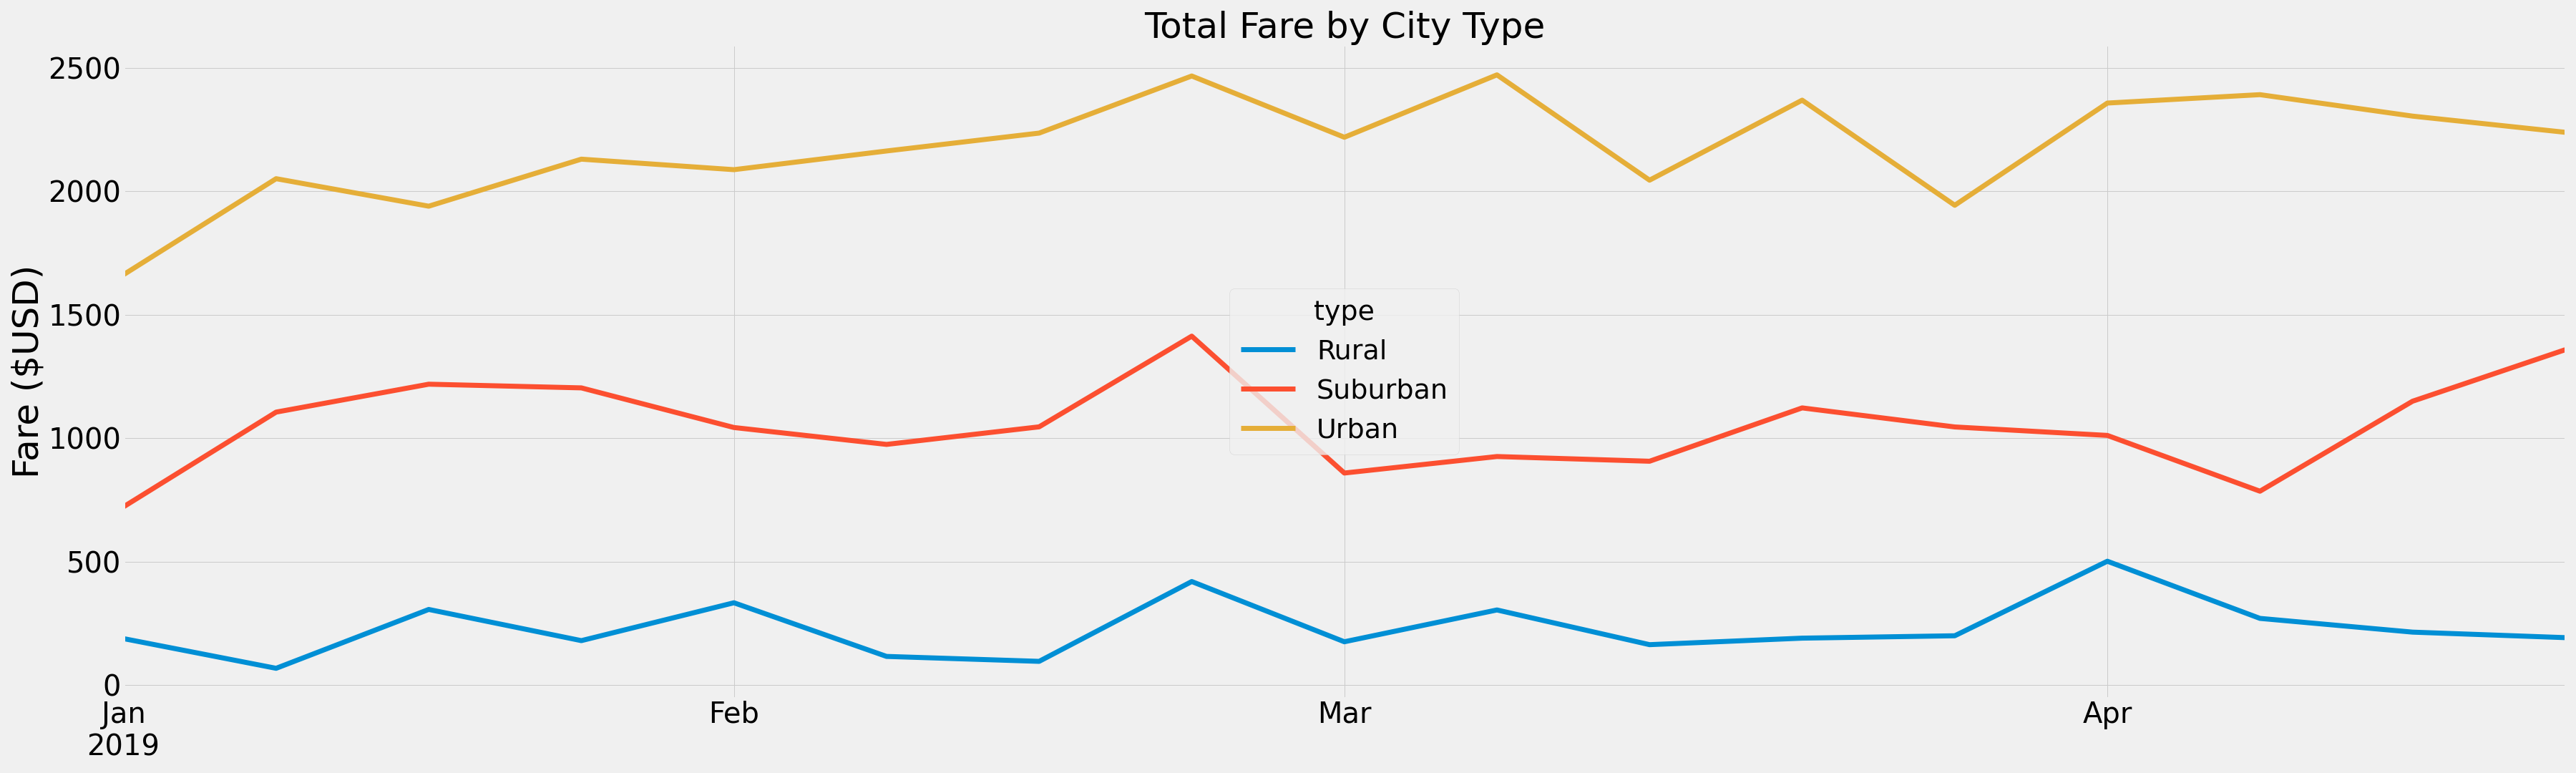 Total Fare by City Type
Fare ($USD)
2500
2000
1500
1000
500
0
type
Rural
Suburban
Urban
Jan
2019
Feb
Mar
Apr